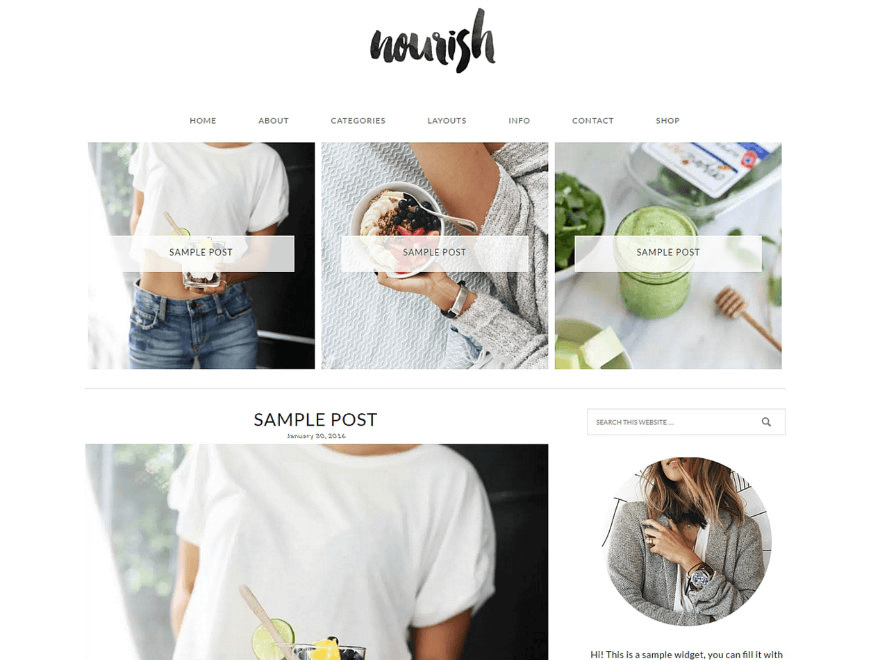 nourish
HOME ABOUT CATEGORIES LAYOUTS INFO CONTACT SHOP
SAMPLE POST SAMPLE POST SAMPLE POST
SAMPLE POST
January 30, 2016
SEARCH THIS WEBSITE ...
Hi! This is a sample widget, you can fill it with